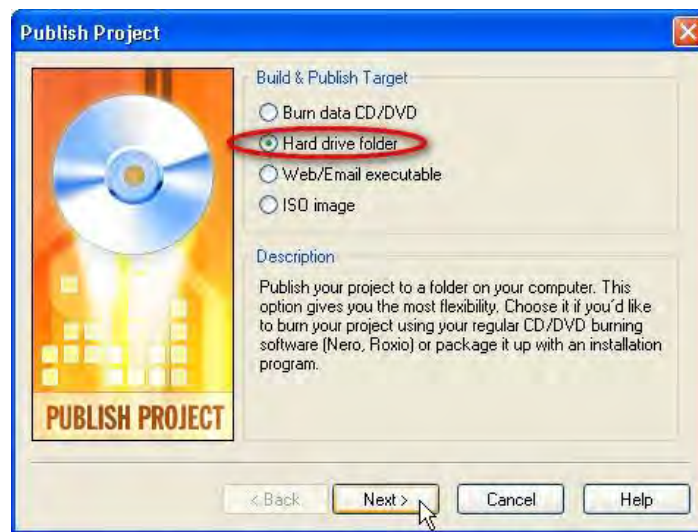 Publish Project
Build & Publish Target
Burn data CD/DVD
Hard drive folder
Web/Email executable
ISO image
Description
Publish your project to a folder on your computer. This
option gives you the most flexibility. Choose it if you'd like
to burn your project using your regular CD/DVD burning
software (Nero, Roxio) or package it up with an installation
program.
PUBLISH PROJECT
< Back
Next >
Cancel
Help